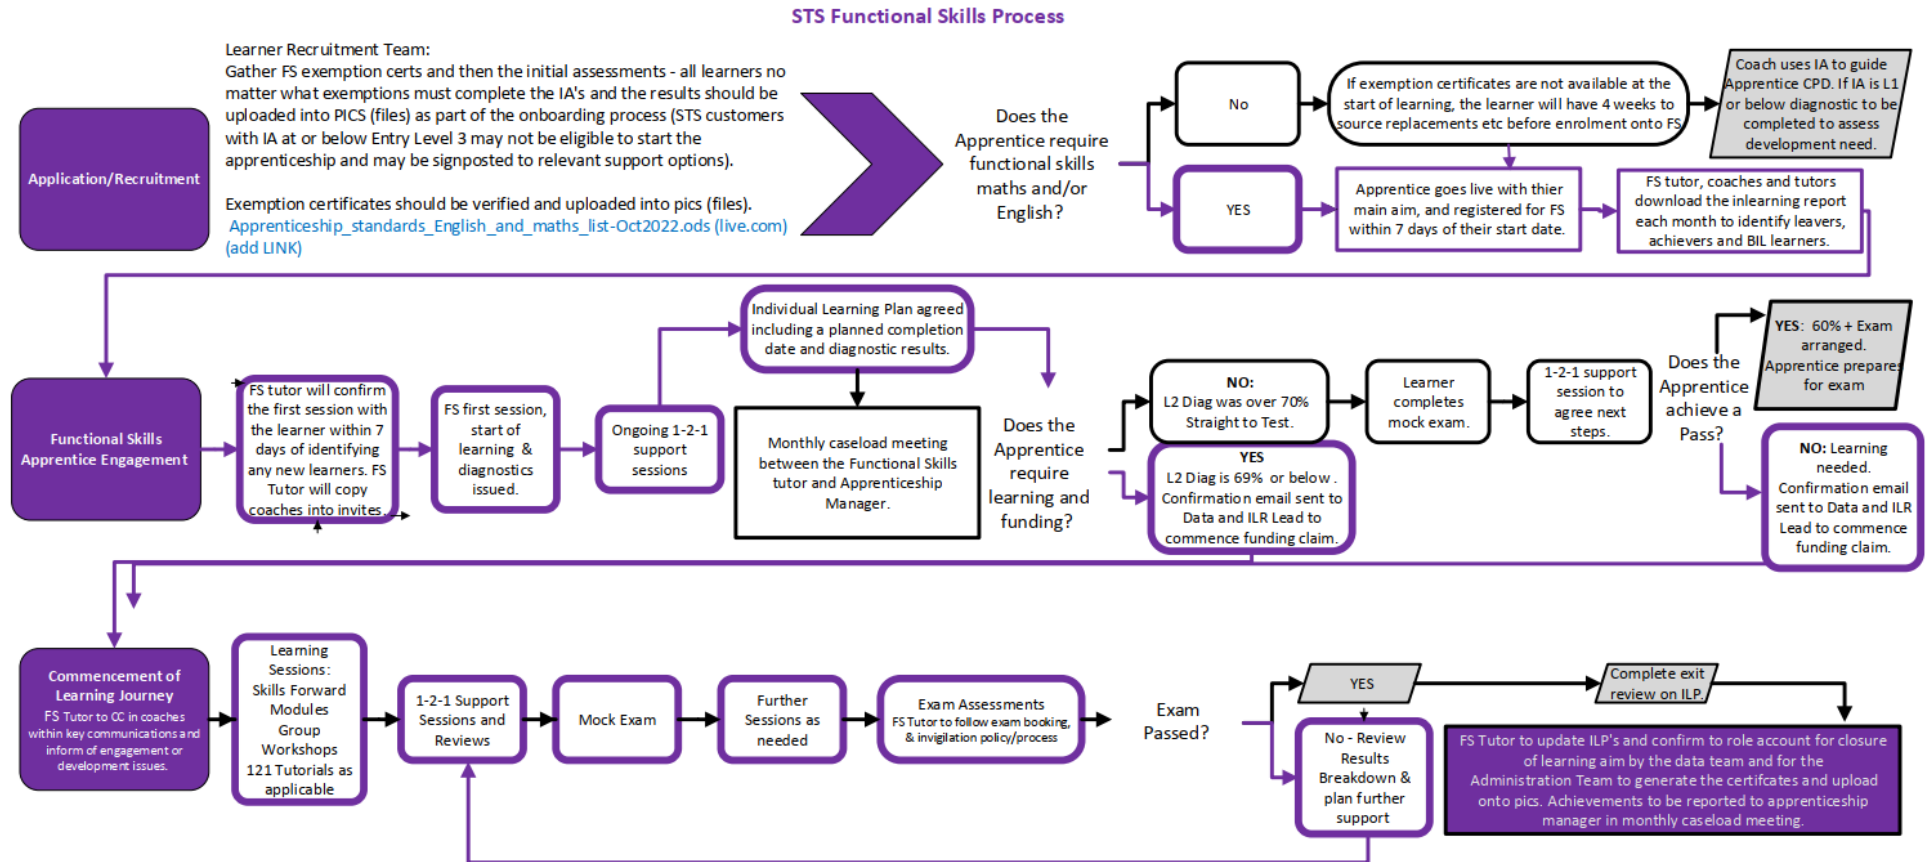 STS Functional Skills Process
Learner Recruitment Team:
Gather FS exemption certs and then the initial assessments - all learners no
matter what exemptions must complete the IA's and the results should be
uploaded into PICS (files) as part of the onboarding process (STS customers
with IA at or below Entry Level 3 may not be eligible to start the
apprenticeship and may be signposted to relevant support options).
Exemption certificates should be verified and uploaded into pics (files).
Apprenticeship_standards_English_and_maths_list-Oct2022.ods (live.com)
(add LINK)
Application/Recruitment
Does the
Apprentice require
functional skills
maths and/or
English?
No
If exemption certificates are not available at the
start of learning, the learner will have 4 weeks to
source replacements etc before enrolment onto FS
Coach uses IA to guide
Apprentice CPD. If IA is L1
or below diagnostic to be
completed to assess
development need.
YES
Apprentice goes live with thier
main aim, and registered for FS
within 7 days of their start date.
FS tutor, coaches and tutors
download the inlearning report
each month to identify leavers,
achievers and BIL learners.
Functional Skills
Apprentice Engagement
FS tutor will confirm
the first session with
the learner within 7
days of identifying
any new learners. FS
Tutor will copy
coaches into invites.
FS first session,
start of
learning &
diagnostics
issued.
Ongoing 1-2-1
support
sessions
Individual Learning Plan agreed
including a planned completion
date and diagnostic results.
Monthly caseload meeting
between the Functional Skills
tutor and Apprenticeship
Manager.
Does the
Apprentice
require
learning and
funding?
NO:
L2 Diag was over 70%
Straight to Test.
YES
L2 Diag is 69% or below .
Confirmation email sent to
Data and ILR Lead to
commence funding claim.
Learner
completes
mock exam.
1-2-1 support
session to
agree next
steps.
Does the
Apprentice
achieve a
Pass?
YES: 60% + Exam
arranged.
Apprentice prepares
for exam
NO: Learning
needed.
Confirmation email
sent to Data and ILR
Lead to commence
funding claim.
Commencement of
Learning Journey
FS Tutor to CC in coaches
within key communications and
inform of engagement or
development issues.
Learning
Sessions:
Skills Forward
Modules
Group
Workshops
121 Tutorials as
applicable
1-2-1 Support
Sessions and
Reviews
Mock Exam
Further
Sessions as
needed
Exam Assessments
FS Tutor to follow exam booking,
& invigilation policy/process
Exam
Passed?
YES
Complete exit
review on ILP.
No - Review
Results
Breakdown &
plan further
support
FS Tutor to update ILP's and confirm to role account for closure
of learning aim by the data team and for the
Administration Team to generate the certifcates and upload
onto pics. Achievements to be reported to apprenticeship
manager in monthly caseload meeting.